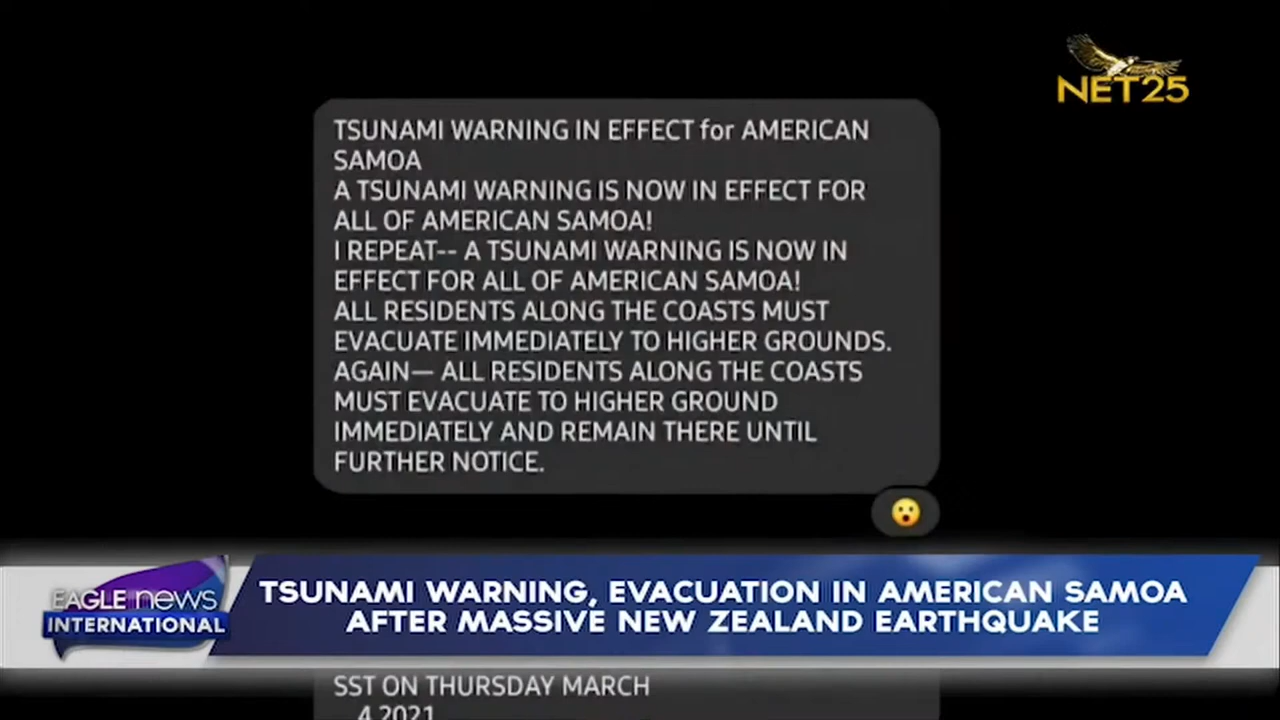 NET25
TSUNAMI WARNING IN EFFECT for AMERICAN
SAMOA
A TSUNAMI WARNING IS NOW IN EFFECT FOR
ALL OF AMERICAN SAMOA!
I REPEAT-- A TSUNAMI WARNING IS NOW IN
EFFECT FOR ALL OF AMERICAN SAMOA!
ALL RESIDENTS ALONG THE COASTS MUST
EVACUATE IMMEDIATELY TO HIGHER GROUNDS.
AGAIN— ALL RESIDENTS ALONG THE COASTS
MUST EVACUATE TO HIGHER GROUND
IMMEDIATELY AND REMAIN THERE UNTIL
FURTHER NOTICE.
EAGLE news
INTERNATIONAL
TSUNAMI WARNING, EVACUATION IN AMERICAN SAMOA
AFTER MASSIVE NEW ZEALAND EARTHQUAKE
SST ON THURSDAY MARCH
4 2021